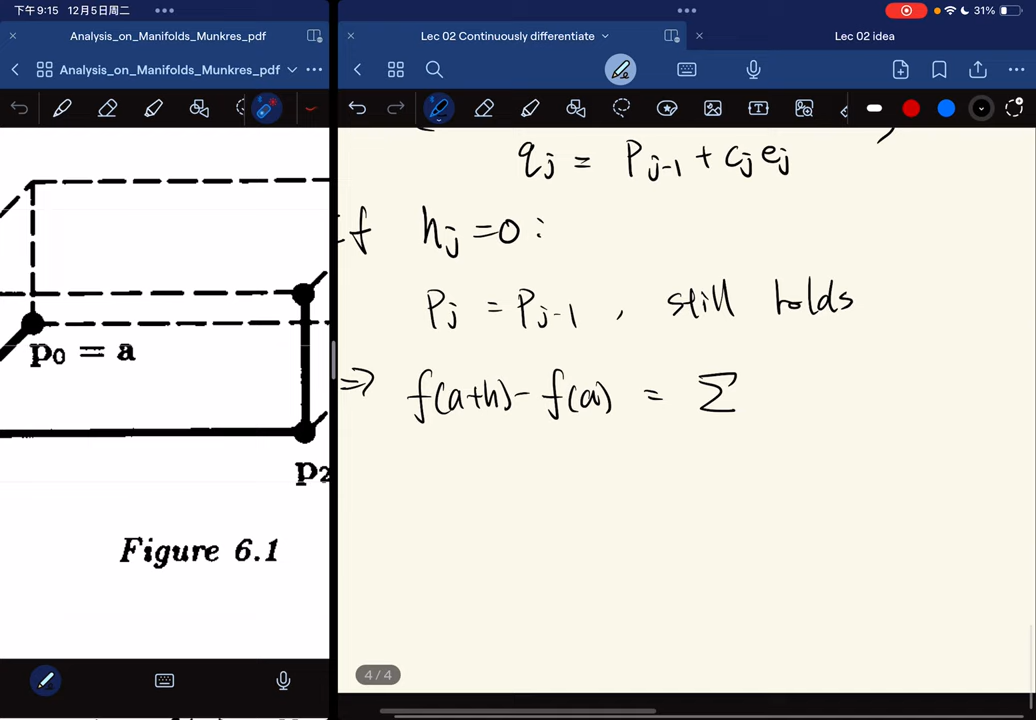 下午9:15 12月5日周二
31%
Analysis_on_Manifolds_Munkres_pdf
Lec 02 Continuously differentiate
Lec 02 idea
Analysis_on_Manifolds_Munkres_pdf
p₀ = a
p₂
Figure 6.1
qⱼ = Pⱼ₋₁ + cⱼeⱼ
if hⱼ = 0 :
Pⱼ = Pⱼ₋₁ , still holds
⇒ f(a+h) - f(a) = Σ
4 / 4